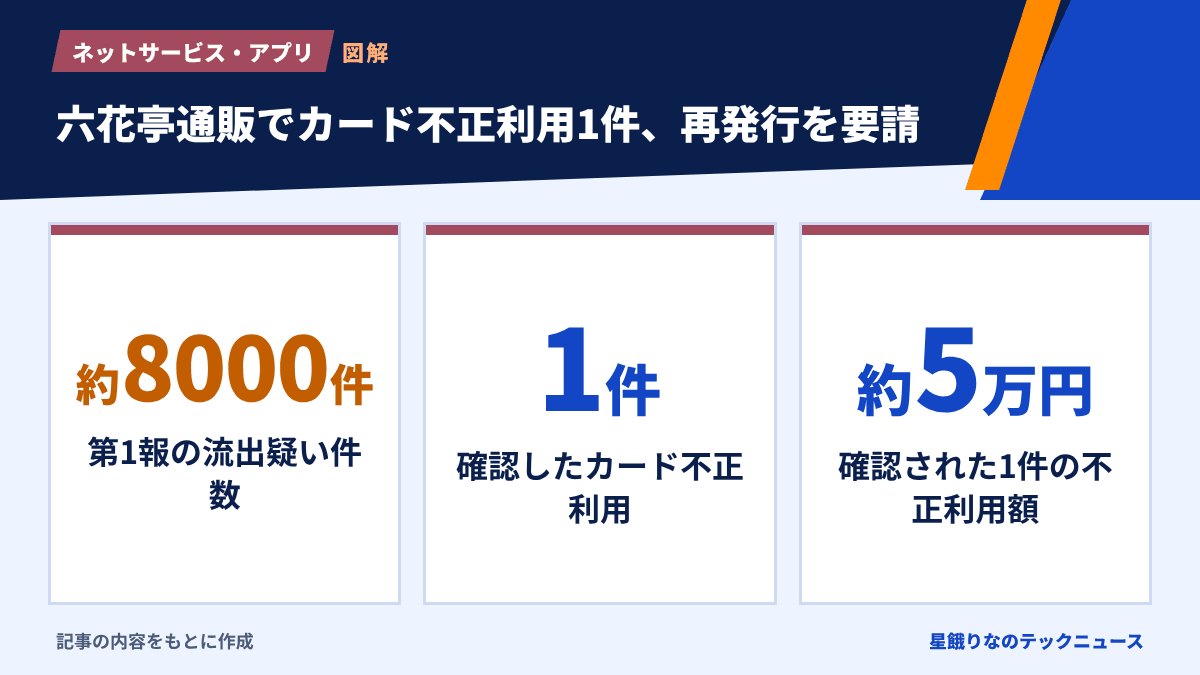 ネットサービス・アプリ 図解
六花亭通販でカード不正利用1件、再発行を要請
約8000件
第1報の流出疑い件
数
1件
確認したカード不正
利用
約5万円
確認された1件の不
正利用額
記事の内容をもとに作成
星餓りなのテックニュース